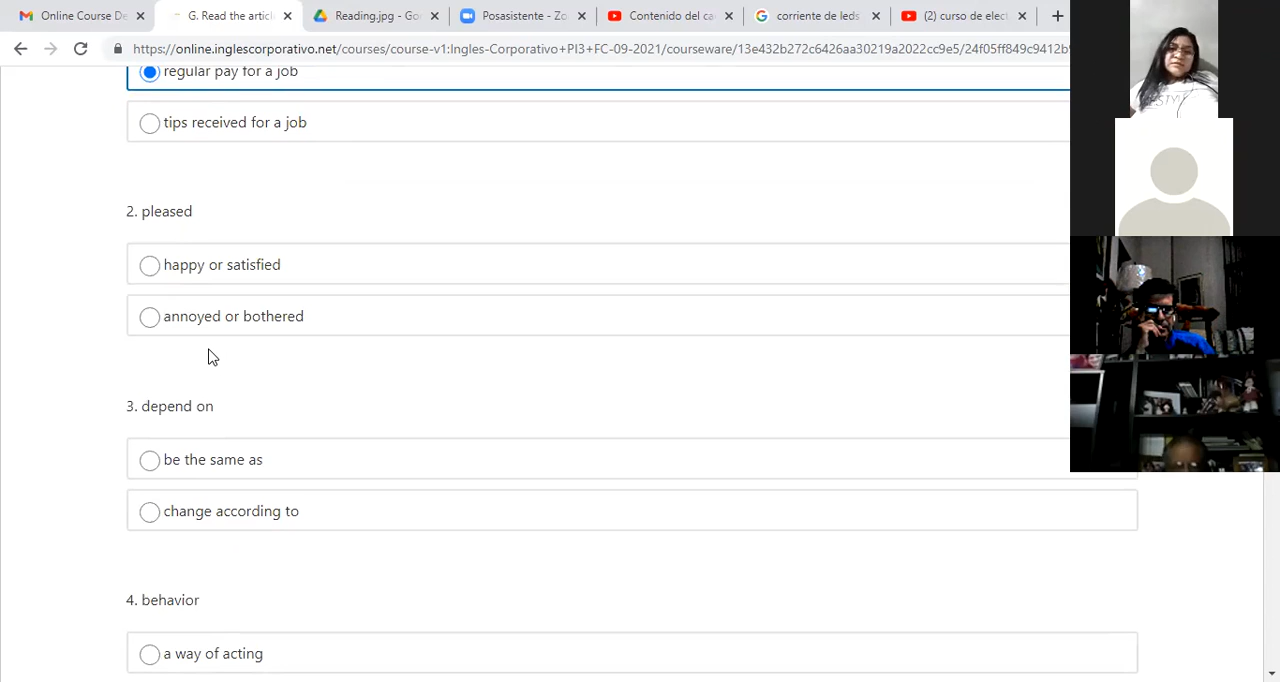 Online Course De
G. Read the articl
Reading.jpg - Goo
Posasistente - Zo
Contenido del ca
corriente de leds
(2) curso de elec
https://online.inglescorporativo.net/courses/course-v1:Ingles-Corporativo+PI3+FC-09-2021/courseware/13e432b272c6426aa30219a2022cc9e5/24f05ff849c9412b9
regular pay for a job
tips received for a job
2. pleased
happy or satisfied
annoyed or bothered
3. depend on
be the same as
change according to
4. behavior
a way of acting